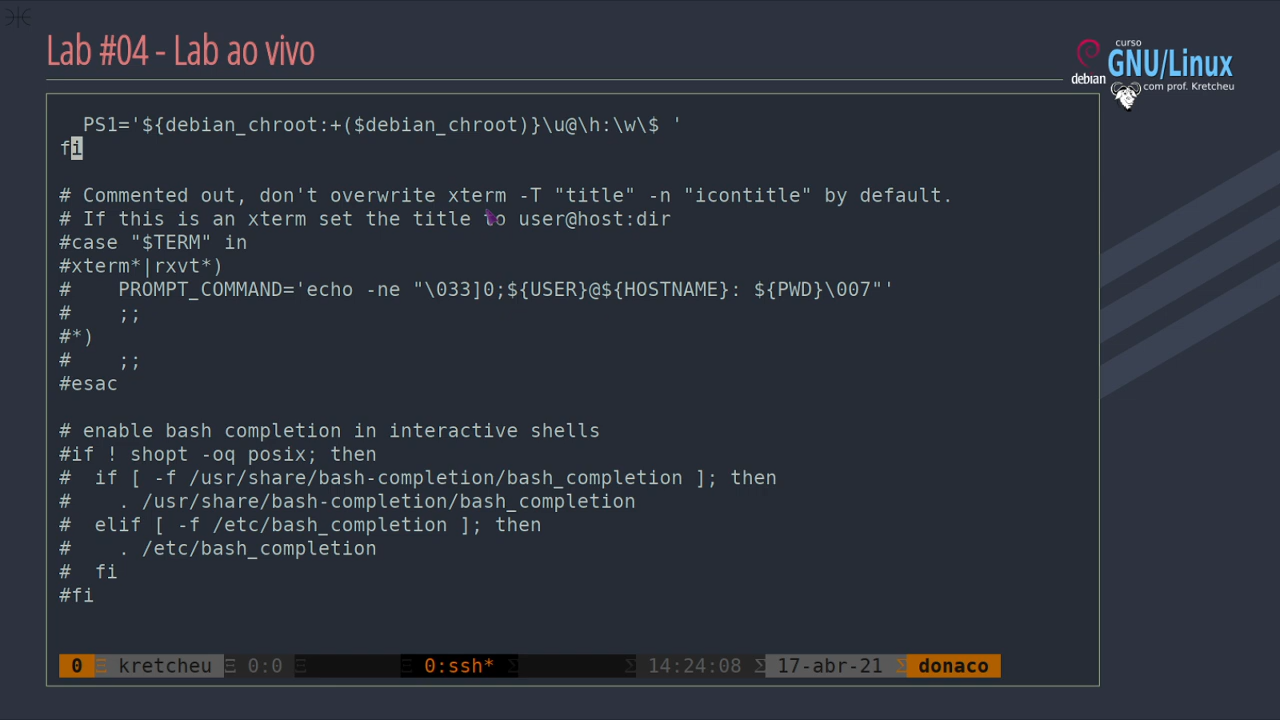 Lab #04 - Lab ao vivo
curso
GNU/Linux
debian
com prof. Kretcheu
PS1='${debian_chroot:+($debian_chroot)}\u@\h:\w\$ '
fi
# Commented out, don't overwrite xterm -T "title" -n "icontitle" by default.
# If this is an xterm set the title to user@host:dir
#case "$TERM" in
#xterm*|rxvt*)
#    PROMPT_COMMAND='echo -ne "\033]0;${USER}@${HOSTNAME}: ${PWD}\007"'
#    ;;
#*)
#    ;;
#esac
# enable bash completion in interactive shells
#if ! shopt -oq posix; then
#  if [ -f /usr/share/bash-completion/bash_completion ]; then
#    . /usr/share/bash-completion/bash_completion
#  elif [ -f /etc/bash_completion ]; then
#    . /etc/bash_completion
#  fi
#fi
0 Ξ kretcheu Ξ 0:0 Ξ 0:ssh* Σ Σ 14:24:08 Σ 17-abr-21 Σ donaco